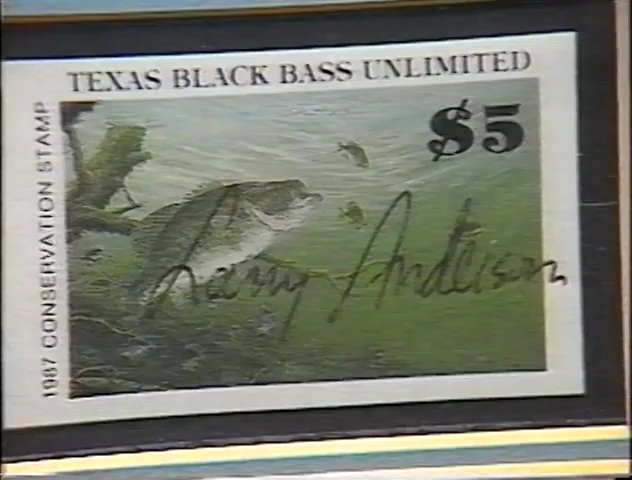 TEXAS BLACK BASS UNLIMITED
$5
1987 CONSERVATION STAMP
Larry Anderson